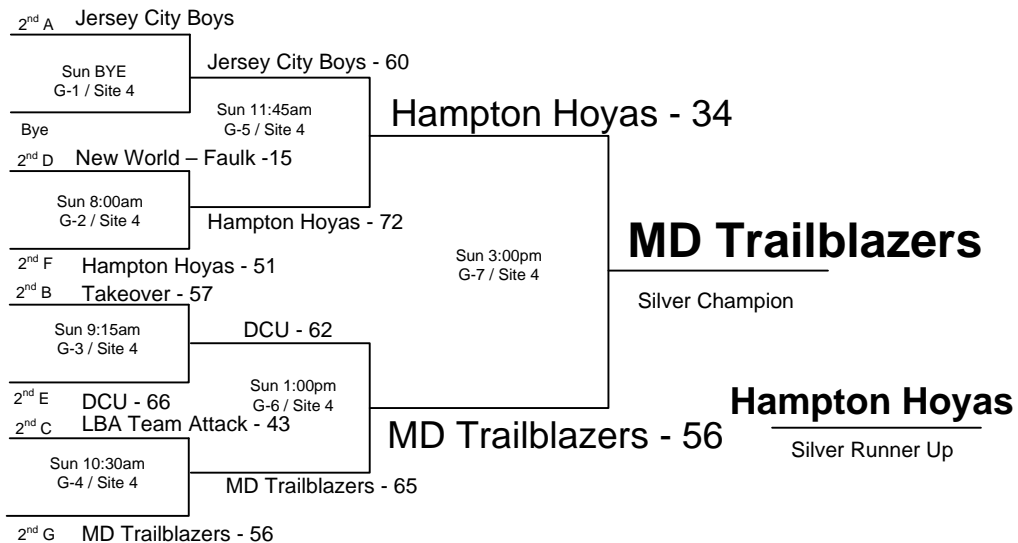 2nd A Jersey City Boys
Sun BYE
G-1 / Site 4
Bye
Jersey City Boys - 60
Sun 11:45am
G-5 / Site 4
2nd D New World – Faulk -15
Sun 8:00am
G-2 / Site 4
Hampton Hoyas - 72
2nd F Hampton Hoyas - 51
Hampton Hoyas - 34
Sun 3:00pm
G-7 / Site 4
MD Trailblazers
Silver Champion
2nd B Takeover - 57
Sun 9:15am
G-3 / Site 4
DCU - 62
2nd E DCU - 66
Sun 1:00pm
G-6 / Site 4
2nd C LBA Team Attack - 43
Sun 10:30am
G-4 / Site 4
MD Trailblazers - 65
2nd G MD Trailblazers - 56
MD Trailblazers - 56
Hampton Hoyas
Silver Runner Up